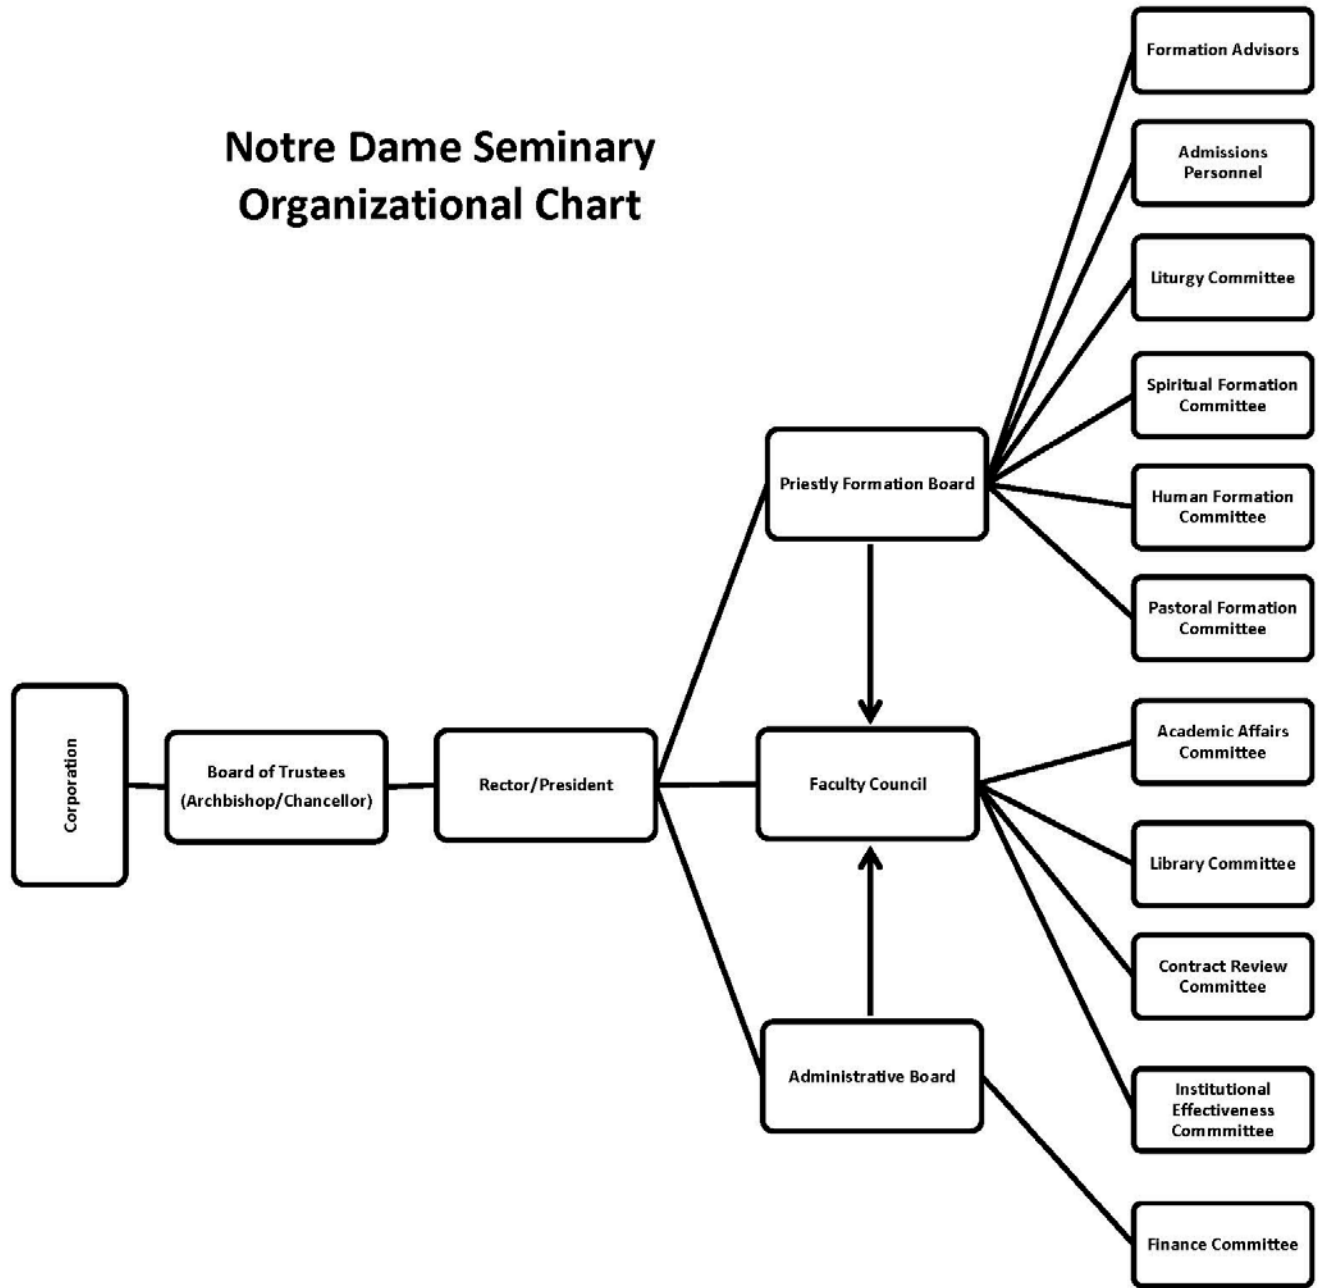 Notre Dame Seminary
Organizational Chart
Formation Advisors
Admissions
Personnel
Liturgy Committee
Spiritual Formation
Committee
Priestly Formation Board
Human Formation
Committee
Pastoral Formation
Committee
Corporation
Board of Trustees
(Archbishop/Chancellor)
Rector/President
Faculty Council
Academic Affairs
Committee
Library Committee
Contract Review
Committee
Administrative Board
Institutional
Effectiveness
Commmittee
Finance Committee